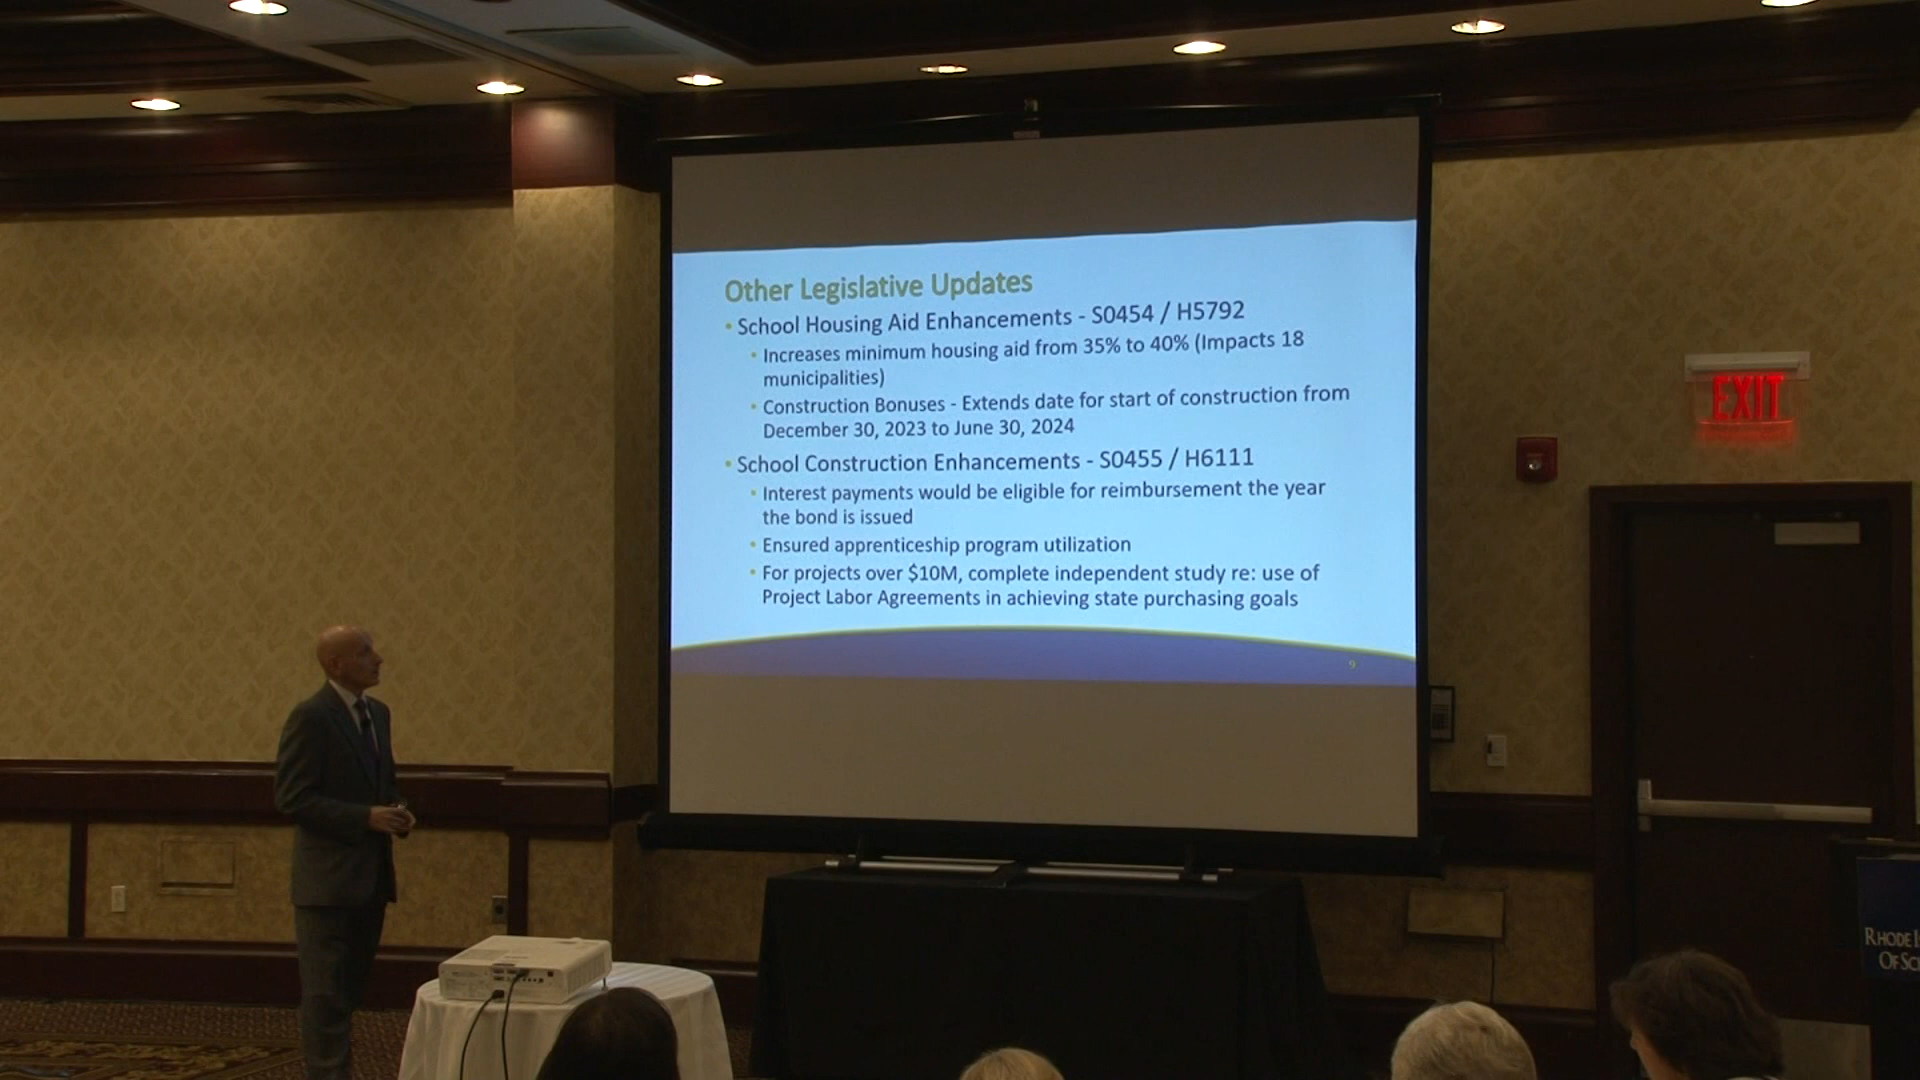 Other Legislative Updates
• School Housing Aid Enhancements - S0454 / H5792
• Increases minimum housing aid from 35% to 40% (Impacts 18
municipalities)
• Construction Bonuses - Extends date for start of construction from
December 30, 2023 to June 30, 2024
• School Construction Enhancements - S0455 / H6111
• Interest payments would be eligible for reimbursement the year
the bond is issued
• Ensured apprenticeship program utilization
• For projects over $10M, complete independent study re: use of
Project Labor Agreements in achieving state purchasing goals
9
EXIT
RHODE
OF